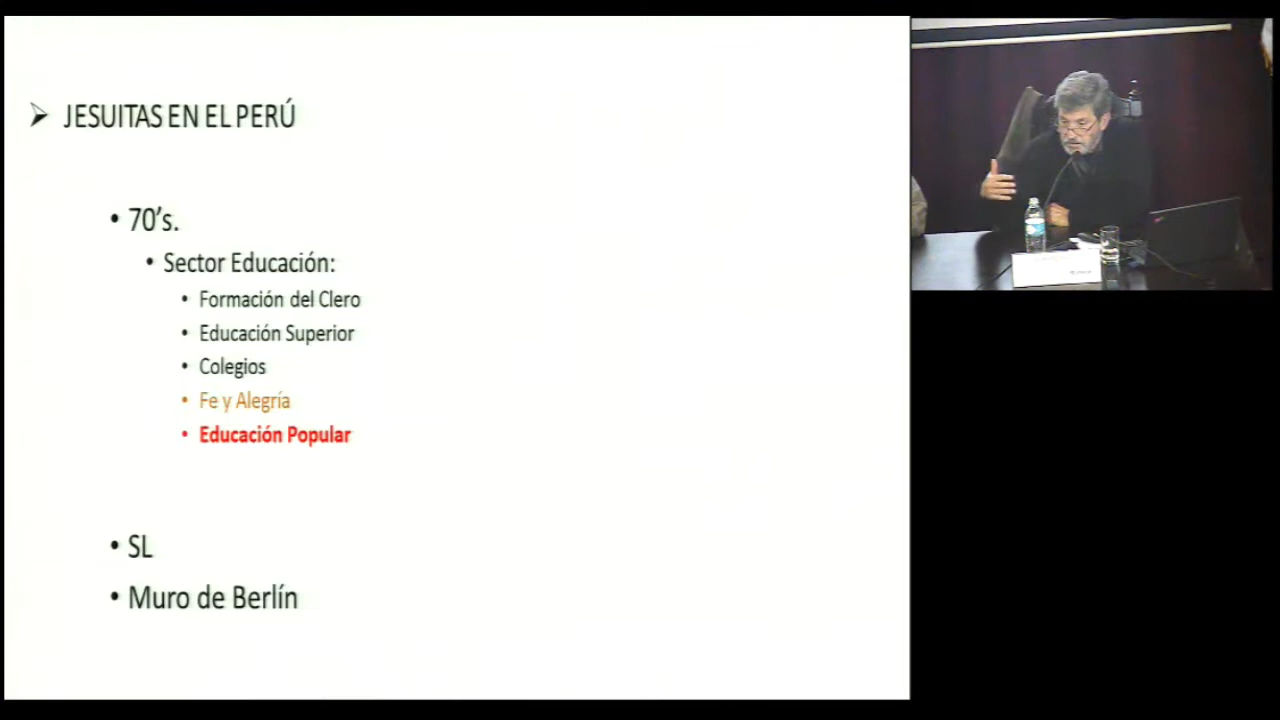 JESUITAS EN EL PERÚ
70's.
Sector Educación:
Formación del Clero
Educación Superior
Colegios
Fe y Alegría
Educación Popular
SL
Muro de Berlín